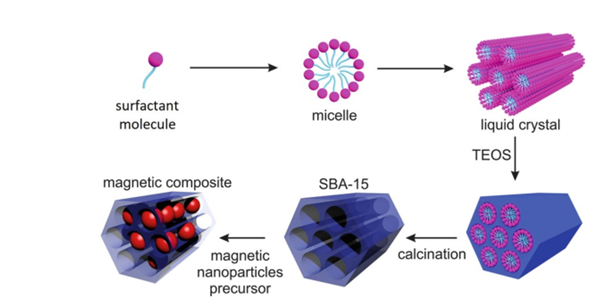 surfactant
molecule
micelle
liquid crystal
TEOS
calcination
SBA-15
magnetic
nanoparticles
precursor
magnetic composite